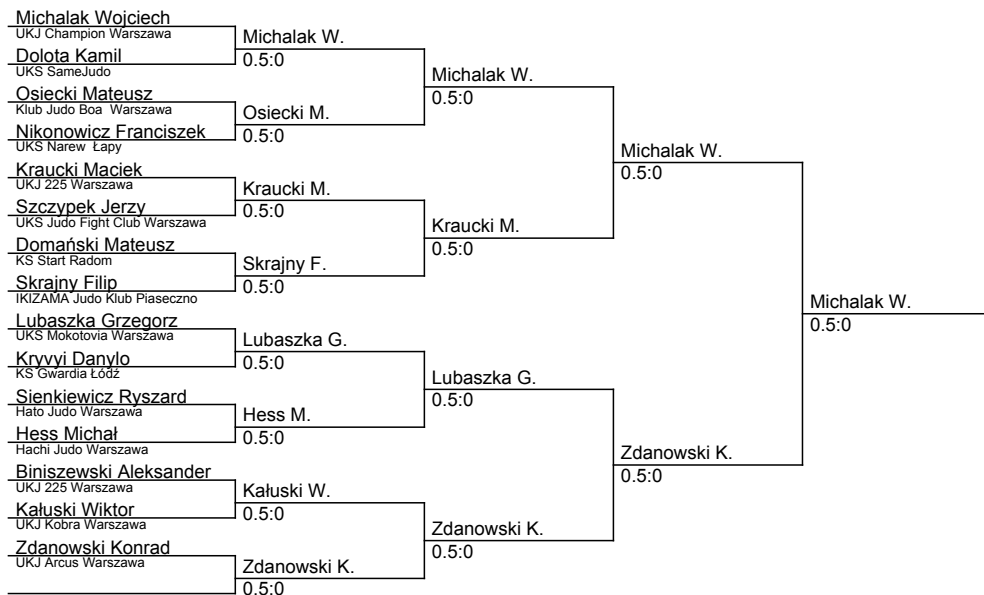 Michalak Wojciech
UKJ Champion Warszawa
Dolota Kamil
UKS SameJudo
Osiecki Mateusz
Klub Judo Boa  Warszawa
Nikonowicz Franciszek
UKS Narew  Łapy
Kraucki Maciek
UKJ 225 Warszawa
Szczypek Jerzy
UKS Judo Fight Club Warszawa
Domański Mateusz
KS Start Radom
Skrajny Filip
IKIZAMA Judo Klub Piaseczno
Lubaszka Grzegorz
UKS Mokotovia Warszawa
Kryvyi Danylo
KS Gwardia Łódź
Sienkiewicz Ryszard
Hato Judo Warszawa
Hess Michał
Hachi Judo Warszawa
Biniszewski Aleksander
UKJ 225 Warszawa
Kałuski Wiktor
UKJ Kobra Warszawa
Zdanowski Konrad
UKJ Arcus Warszawa
Michalak W.
0.5:0
Osiecki M.
0.5:0
Kraucki M.
0.5:0
Skrajny F.
0.5:0
Lubaszka G.
0.5:0
Hess M.
0.5:0
Kałuski W.
0.5:0
Zdanowski K.
0.5:0
Michalak W.
0.5:0
Kraucki M.
0.5:0
Lubaszka G.
0.5:0
Zdanowski K.
0.5:0
Michalak W.
0.5:0
Zdanowski K.
0.5:0
Michalak W.
0.5:0